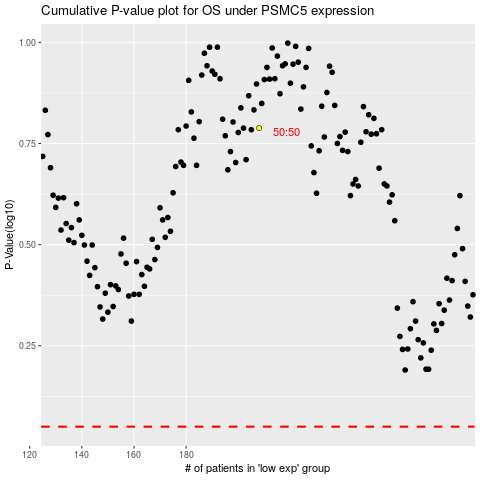 Cumulative P-value plot for OS under PSMC5 expression
P-Value(log10)
1.00
0.75
0.50
0.25
50:50
120 140 160 180
# of patients in 'low exp' group